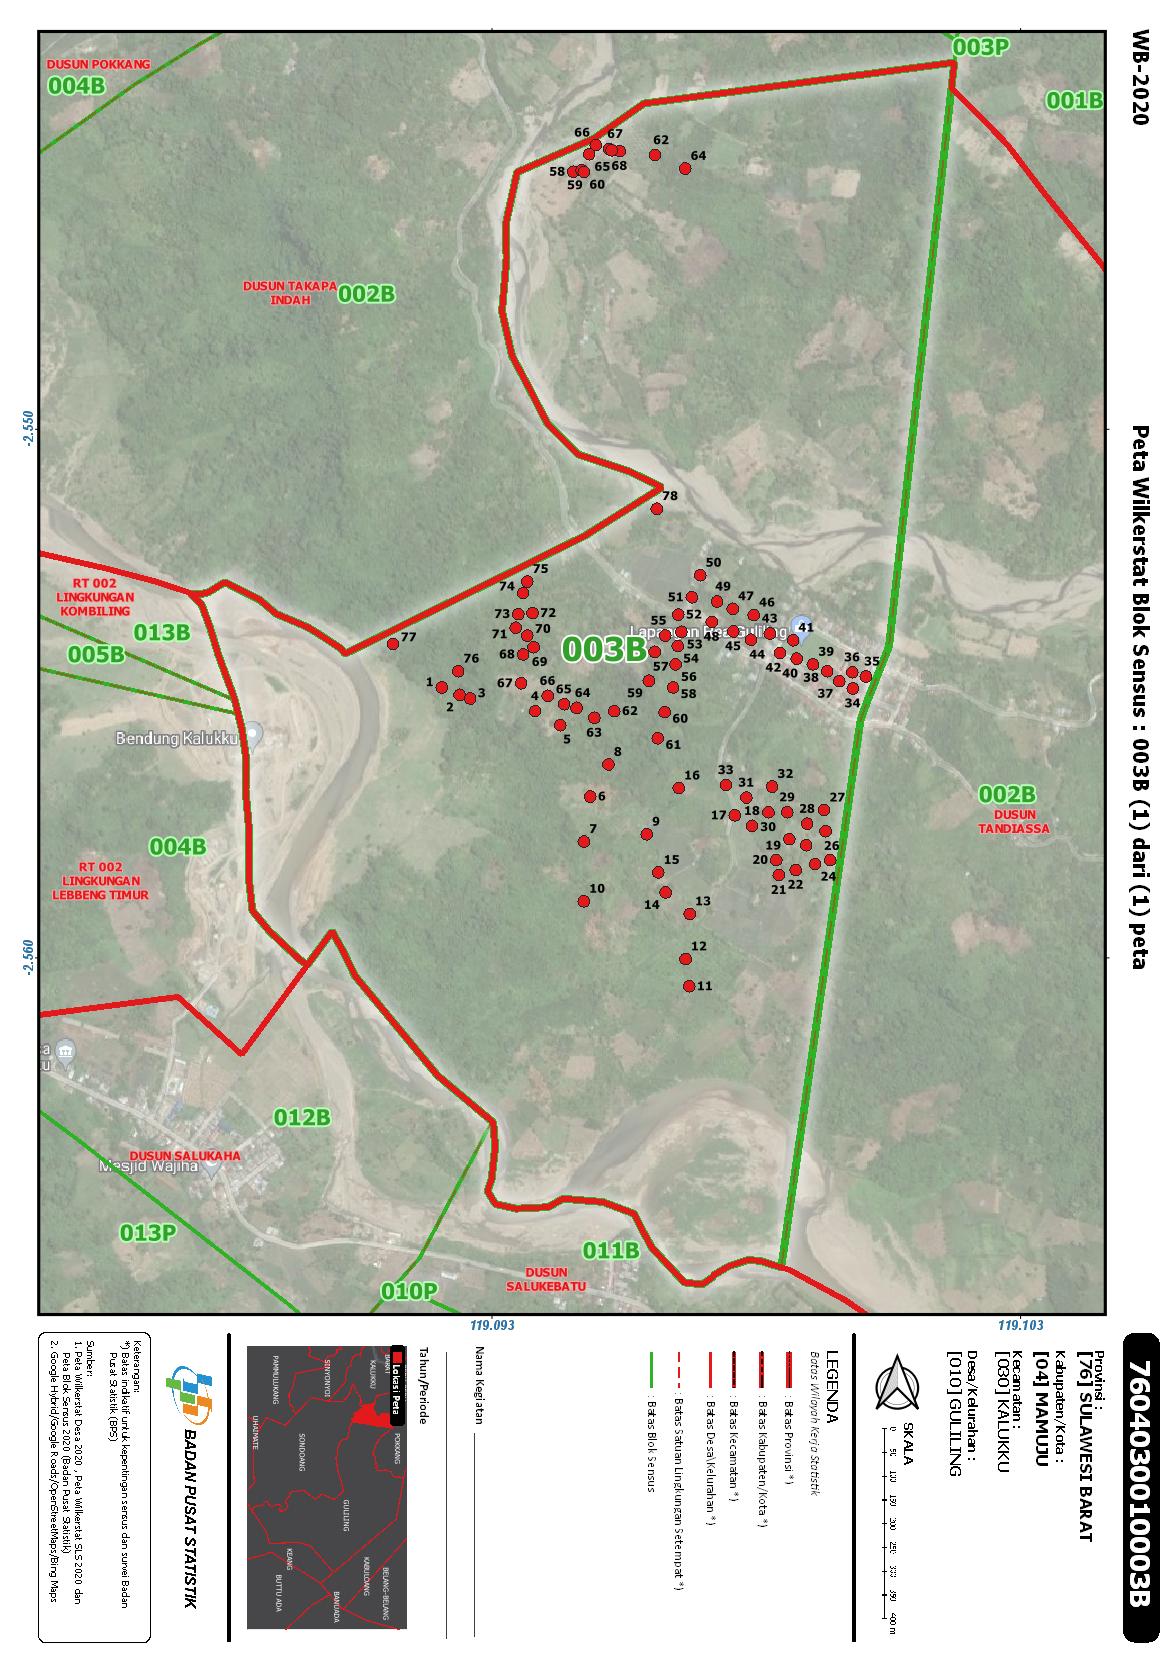 WB-2020
Peta Wilkerstat Blok Sensus : 003B (1) dari (1) peta
7604030010003B
Provinsi :
[76] SULAWESI BARAT
Kabupaten/Kota :
[04] MAMUJU
Kecamatan :
[030] KALUKKU
Desa/Kelurahan :
[010] GULILING
SKALA
0 50 100 150 200 250 300 350 400 m
LEGENDA
Batas Wilayah Kerja Statistik
: Batas Provinsi *)
: Batas Kabupaten/Kota *)
: Batas Kecamatan *)
: Batas Desa\Kelurahan *)
: Batas Satuan Lingkungan Setempat *)
: Batas Blok Sensus
Nama Kegiatan
Tahun/Periode
Lokasi Peta
BARAT
KALUKKU
POKKANG
SINYONYOI
PAMMULUKANG
SONDOANG
UHAIMATE
GULILING
KEANG
BUTTU ADA
KABULOANG
BELANG-BELANG
BANUADA
BADAN PUSAT STATISTIK
Keterangan:
*) Batas indikatif untuk kepentingan sensus dan survei Badan
Pusat Statistik (BPS)
Sumber:
1. Peta Wilkerstat Desa 2020 , Peta Wilkerstat SLS 2020 dan
Peta Blok Sensus 2020 (Badan Pusat Statistik)
2. Google Hybrid/Google Roads/OpenStreetMaps/Bing Maps
003P
DUSUN POKKANG
004B
001B
66 67 62 64
58 65 68
59 60
DUSUN TAKAPA
INDAH
002B
-2.550
78
75
74
50
73 72
71 70
68 69
77
76
1
2 3
67 66 65 64
4
5
63 62
003B
51 49 47 46
55 52 43
48 45 41
53 44
54 42 40 39
57 56 38 36 35
59 58 37 34
60
61
RT 002
LINGKUNGAN
KOMBILING
013B
005B
Bendung Kalukku
8
6
7
9
10
16
33 32
31 27
17 18 29 28
30
19 26
20
21 22 24
15
14
13
12
11
002B
DUSUN
TANDIASSA
004B
RT 002
LINGKUNGAN
LEBBENG TIMUR
-2.560
012B
DUSUN SALUKAHA
Mesjid Wajiha
013P
010P
011B
DUSUN
SALUKEBATU
119.093
119.103